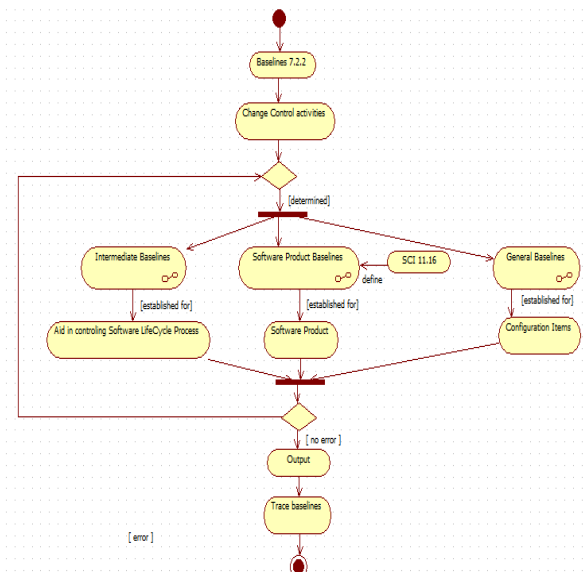 Baselines 7.2.2
Change Control activities
[determined]
Intermediate Baselines
Software Product Baselines
SCI 11.16
General Baselines
define
[established for]
[established for]
[established for]
Aid in controling Software LifeCycle Process
Software Product
Configuration Items
[ no error ]
Output
Trace baselines
[ error ]